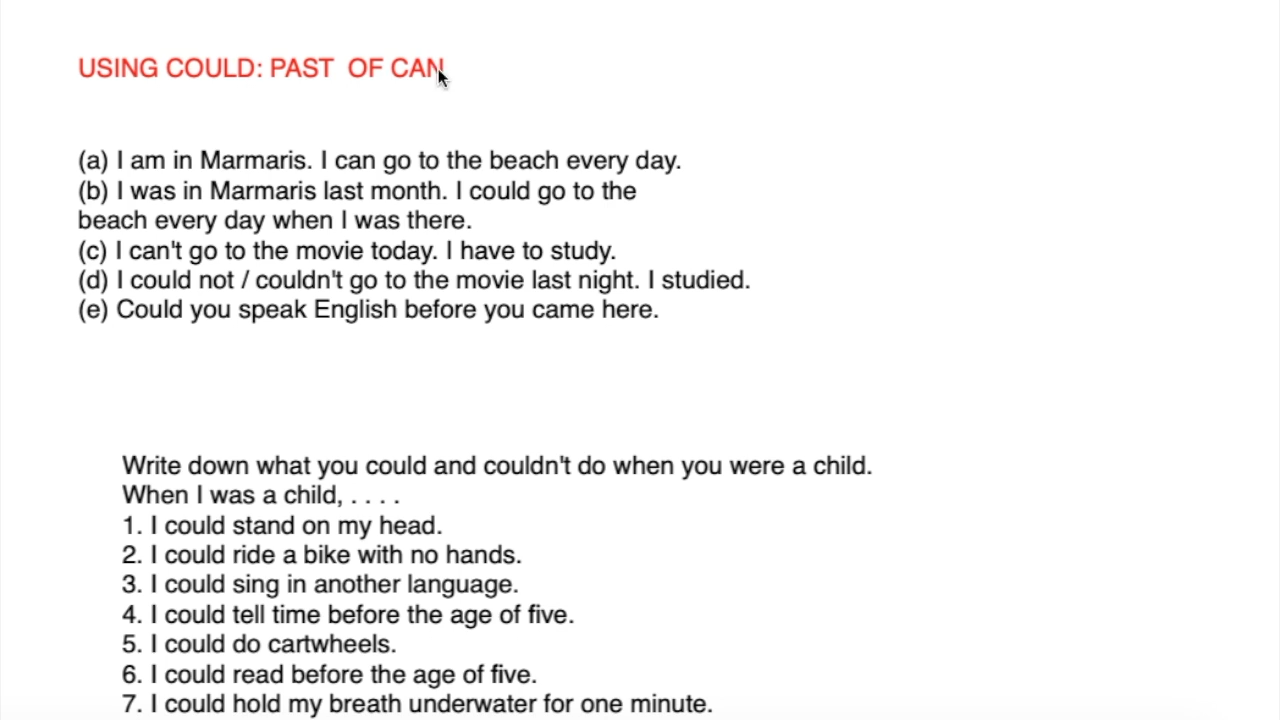 USING COULD: PAST  OF CAN
(a) I am in Marmaris. I can go to the beach every day.
(b) I was in Marmaris last month. I could go to the
beach every day when I was there.
(c) I can't go to the movie today. I have to study.
(d) I could not / couldn't go to the movie last night. I studied.
(e) Could you speak English before you came here.
Write down what you could and couldn't do when you were a child.
When I was a child, . . . .
1. I could stand on my head.
2. I could ride a bike with no hands.
3. I could sing in another language.
4. I could tell time before the age of five.
5. I could do cartwheels.
6. I could read before the age of five.
7. I could hold my breath underwater for one minute.